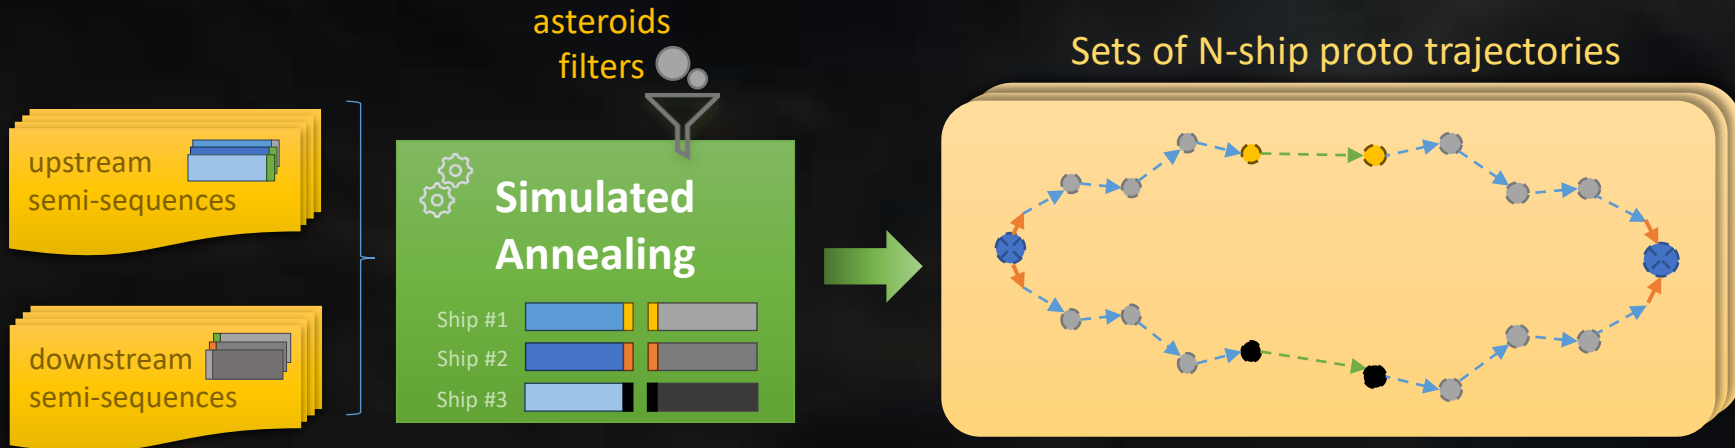 asteroids
filters
Sets of N-ship proto trajectories
upstream
semi-sequences
Simulated
Annealing
Ship #1
Ship #2
Ship #3
downstream
semi-sequences